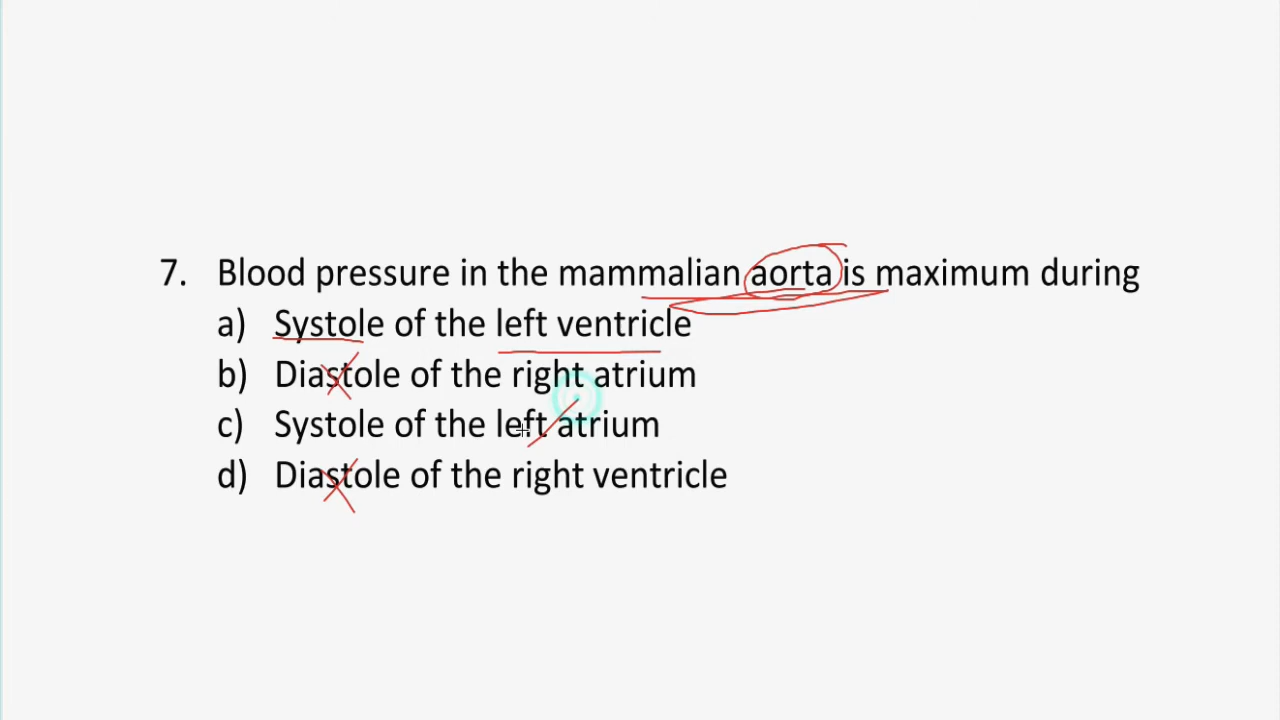 7. Blood pressure in the mammalian aorta is maximum during
a) Systole of the left ventricle
b) Diastole of the right atrium
c) Systole of the left atrium
d) Diastole of the right ventricle